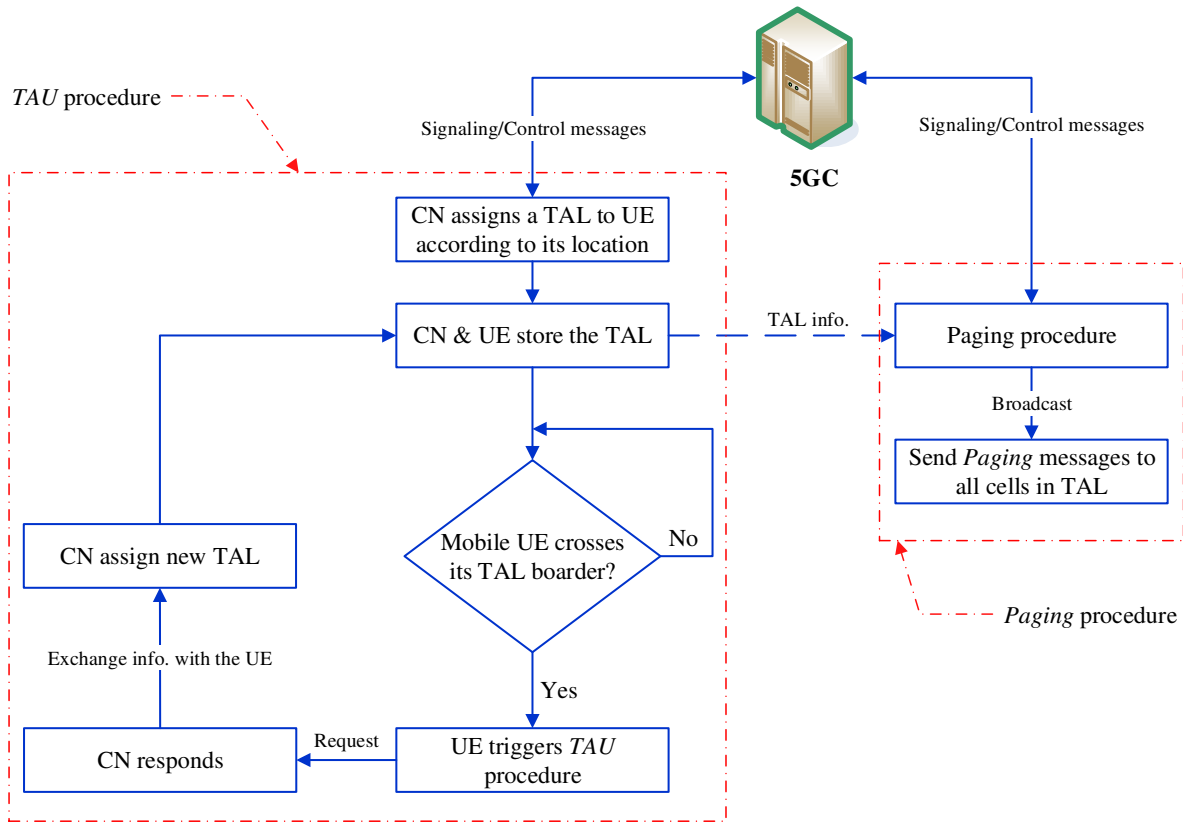 TAU procedure
Signaling/Control messages
Signaling/Control messages
5GC
CN assigns a TAL to UE
according to its location
CN & UE store the TAL
TAL info.
Paging procedure
Broadcast
Send Paging messages to
all cells in TAL
Mobile UE crosses
its TAL boarder?
No
CN assign new TAL
Paging procedure
Exchange info. with the UE
Yes
CN responds
Request
UE triggers TAU
procedure